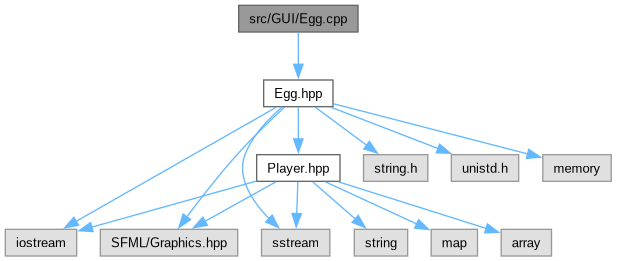 src/GUI/Egg.cpp
Egg.hpp
Player.hpp
string.h
unistd.h
memory
iostream
SFML/Graphics.hpp
sstream
string
map
array